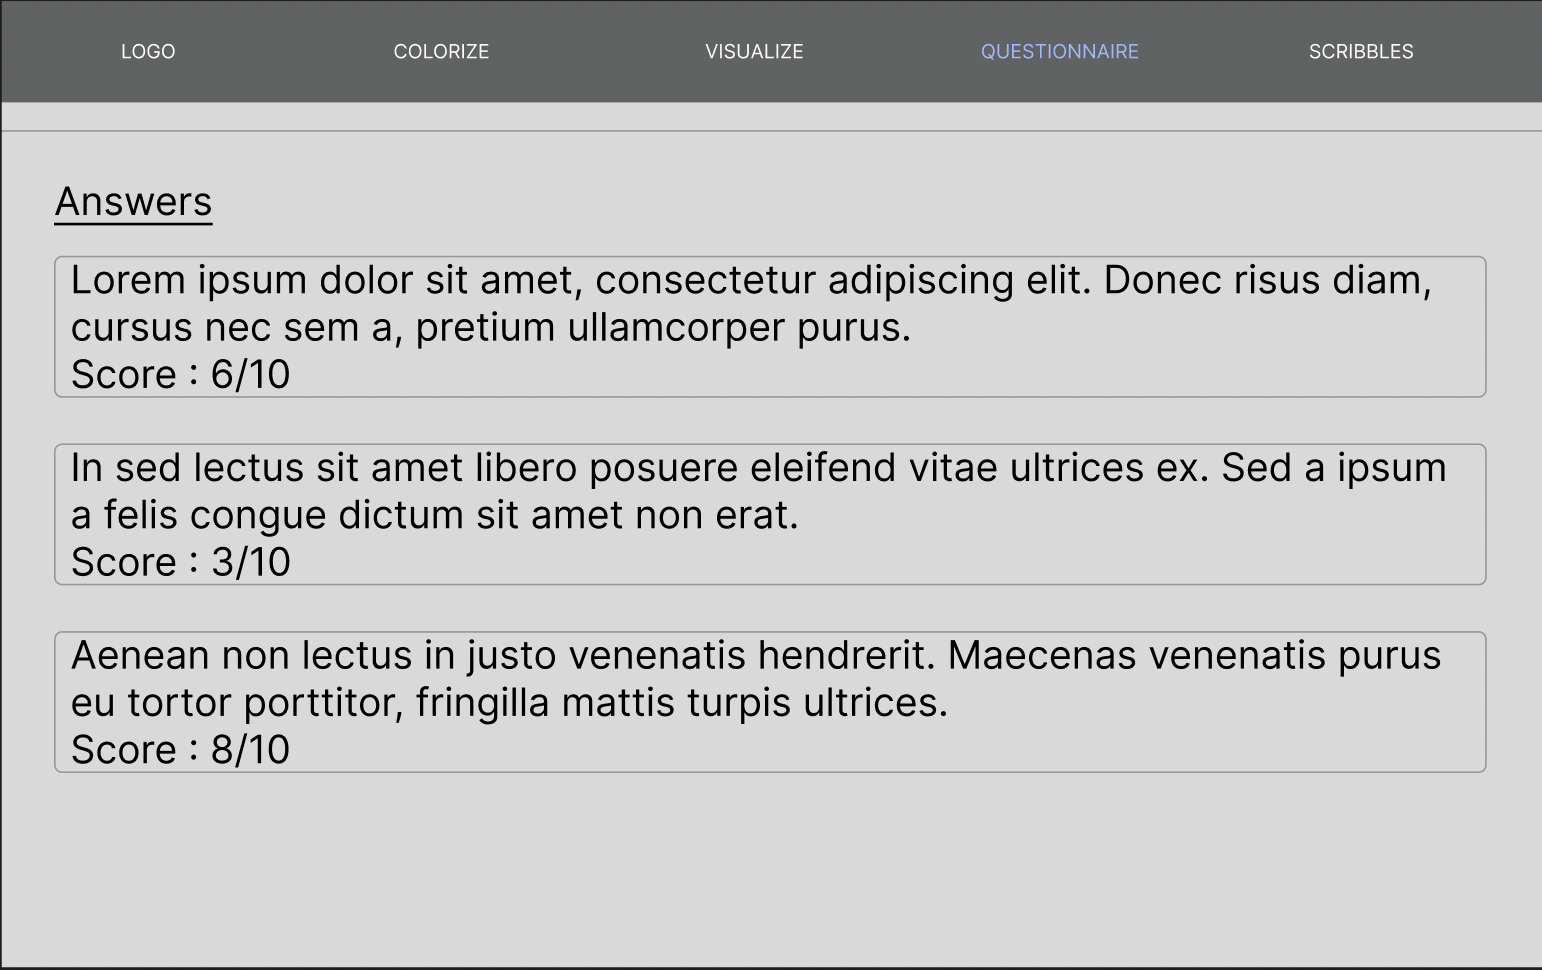 LOGO COLORIZE VISUALIZE QUESTIONNAIRE SCRIBBLES
Answers
Lorem ipsum dolor sit amet, consectetur adipiscing elit. Donec risus diam,
cursus nec sem a, pretium ullamcorper purus.
Score : 6/10
In sed lectus sit amet libero posuere eleifend vitae ultrices ex. Sed a ipsum
a felis congue dictum sit amet non erat.
Score : 3/10
Aenean non lectus in justo venenatis hendrerit. Maecenas venenatis purus
eu tortor porttitor, fringilla mattis turpis ultrices.
Score : 8/10